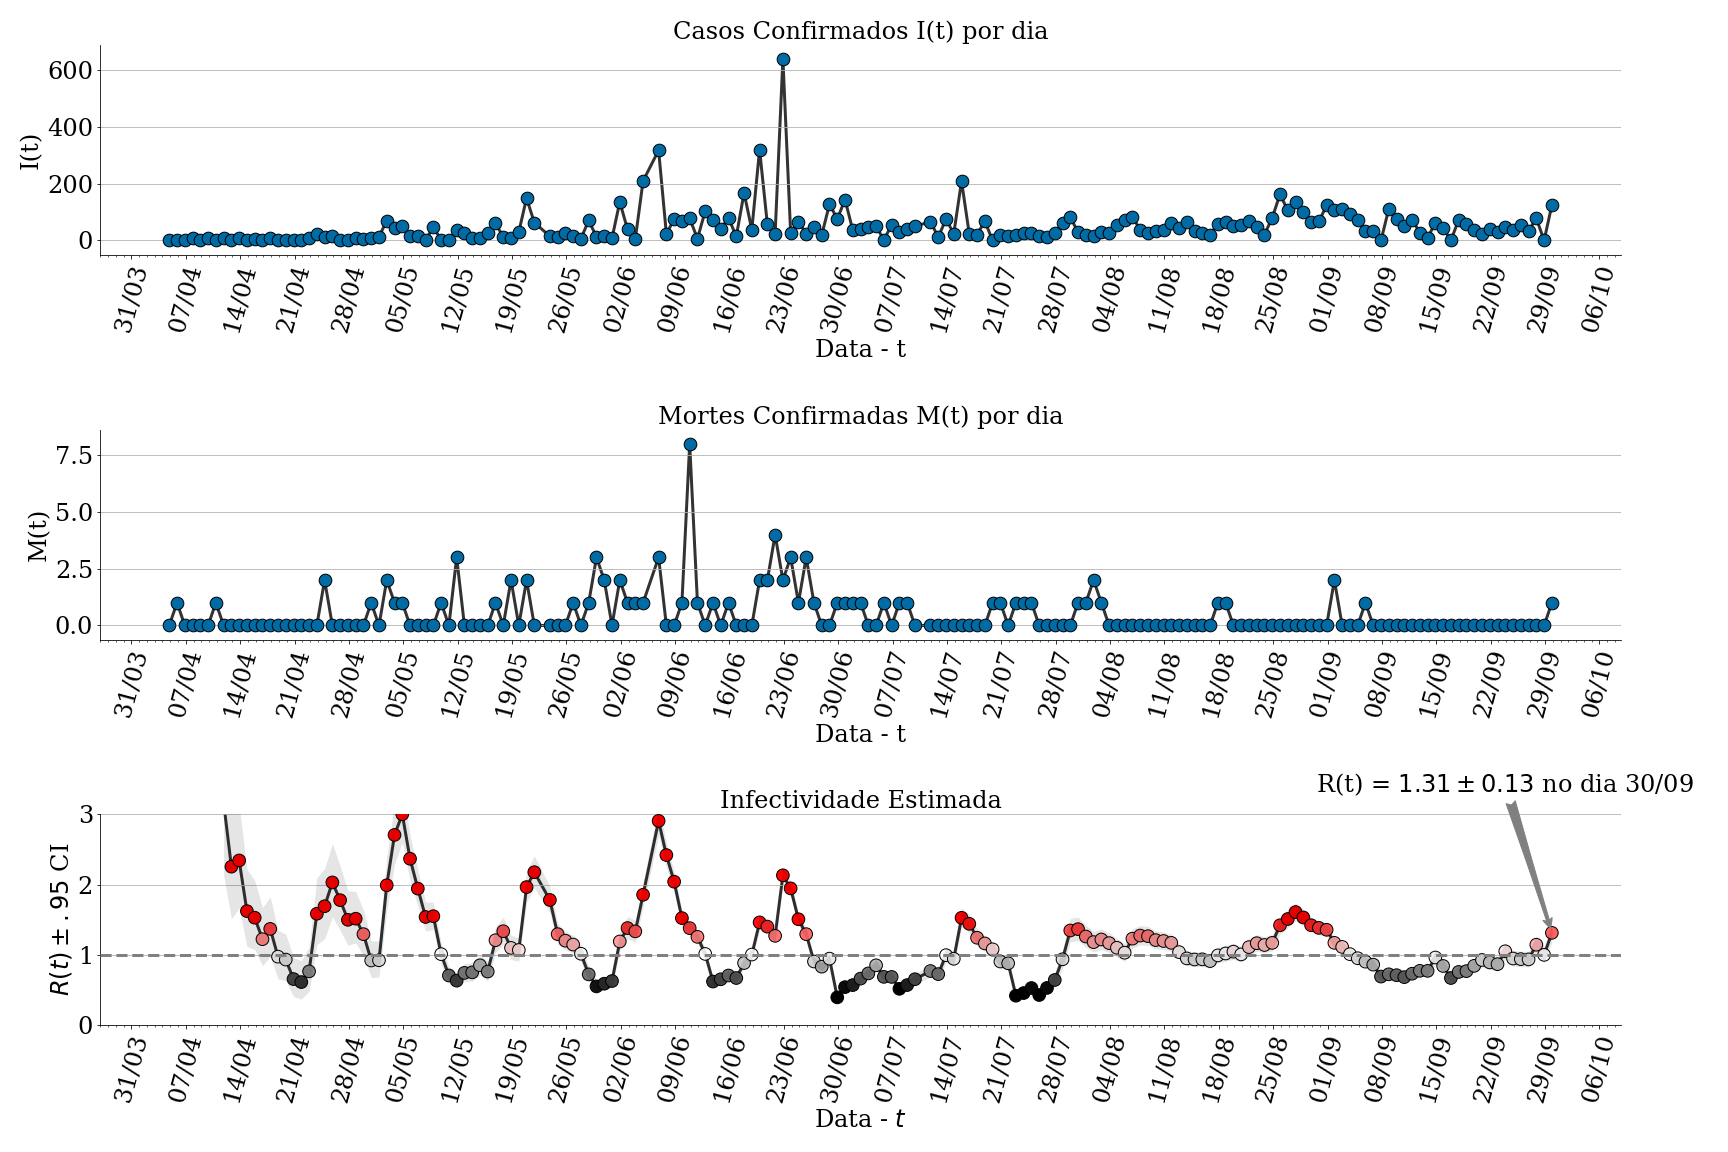 Casos Confirmados I(t) por dia
600
400
200
0
I(t)
31/03 07/04 14/04 21/04 28/04 05/05 12/05 19/05 26/05 02/06 09/06 16/06 23/06 30/06 07/07 14/07 21/07 28/07 04/08 11/08 18/08 25/08 01/09 08/09 15/09 22/09 29/09 06/10
Data - t
Mortes Confirmadas M(t) por dia
7.5
5.0
2.5
0.0
M(t)
31/03 07/04 14/04 21/04 28/04 05/05 12/05 19/05 26/05 02/06 09/06 16/06 23/06 30/06 07/07 14/07 21/07 28/07 04/08 11/08 18/08 25/08 01/09 08/09 15/09 22/09 29/09 06/10
Data - t
R(t) = 1.31 ± 0.13 no dia 30/09
Infectividade Estimada
3
2
1
0
R(t) ± .95 CI
31/03 07/04 14/04 21/04 28/04 05/05 12/05 19/05 26/05 02/06 09/06 16/06 23/06 30/06 07/07 14/07 21/07 28/07 04/08 11/08 18/08 25/08 01/09 08/09 15/09 22/09 29/09 06/10
Data - t